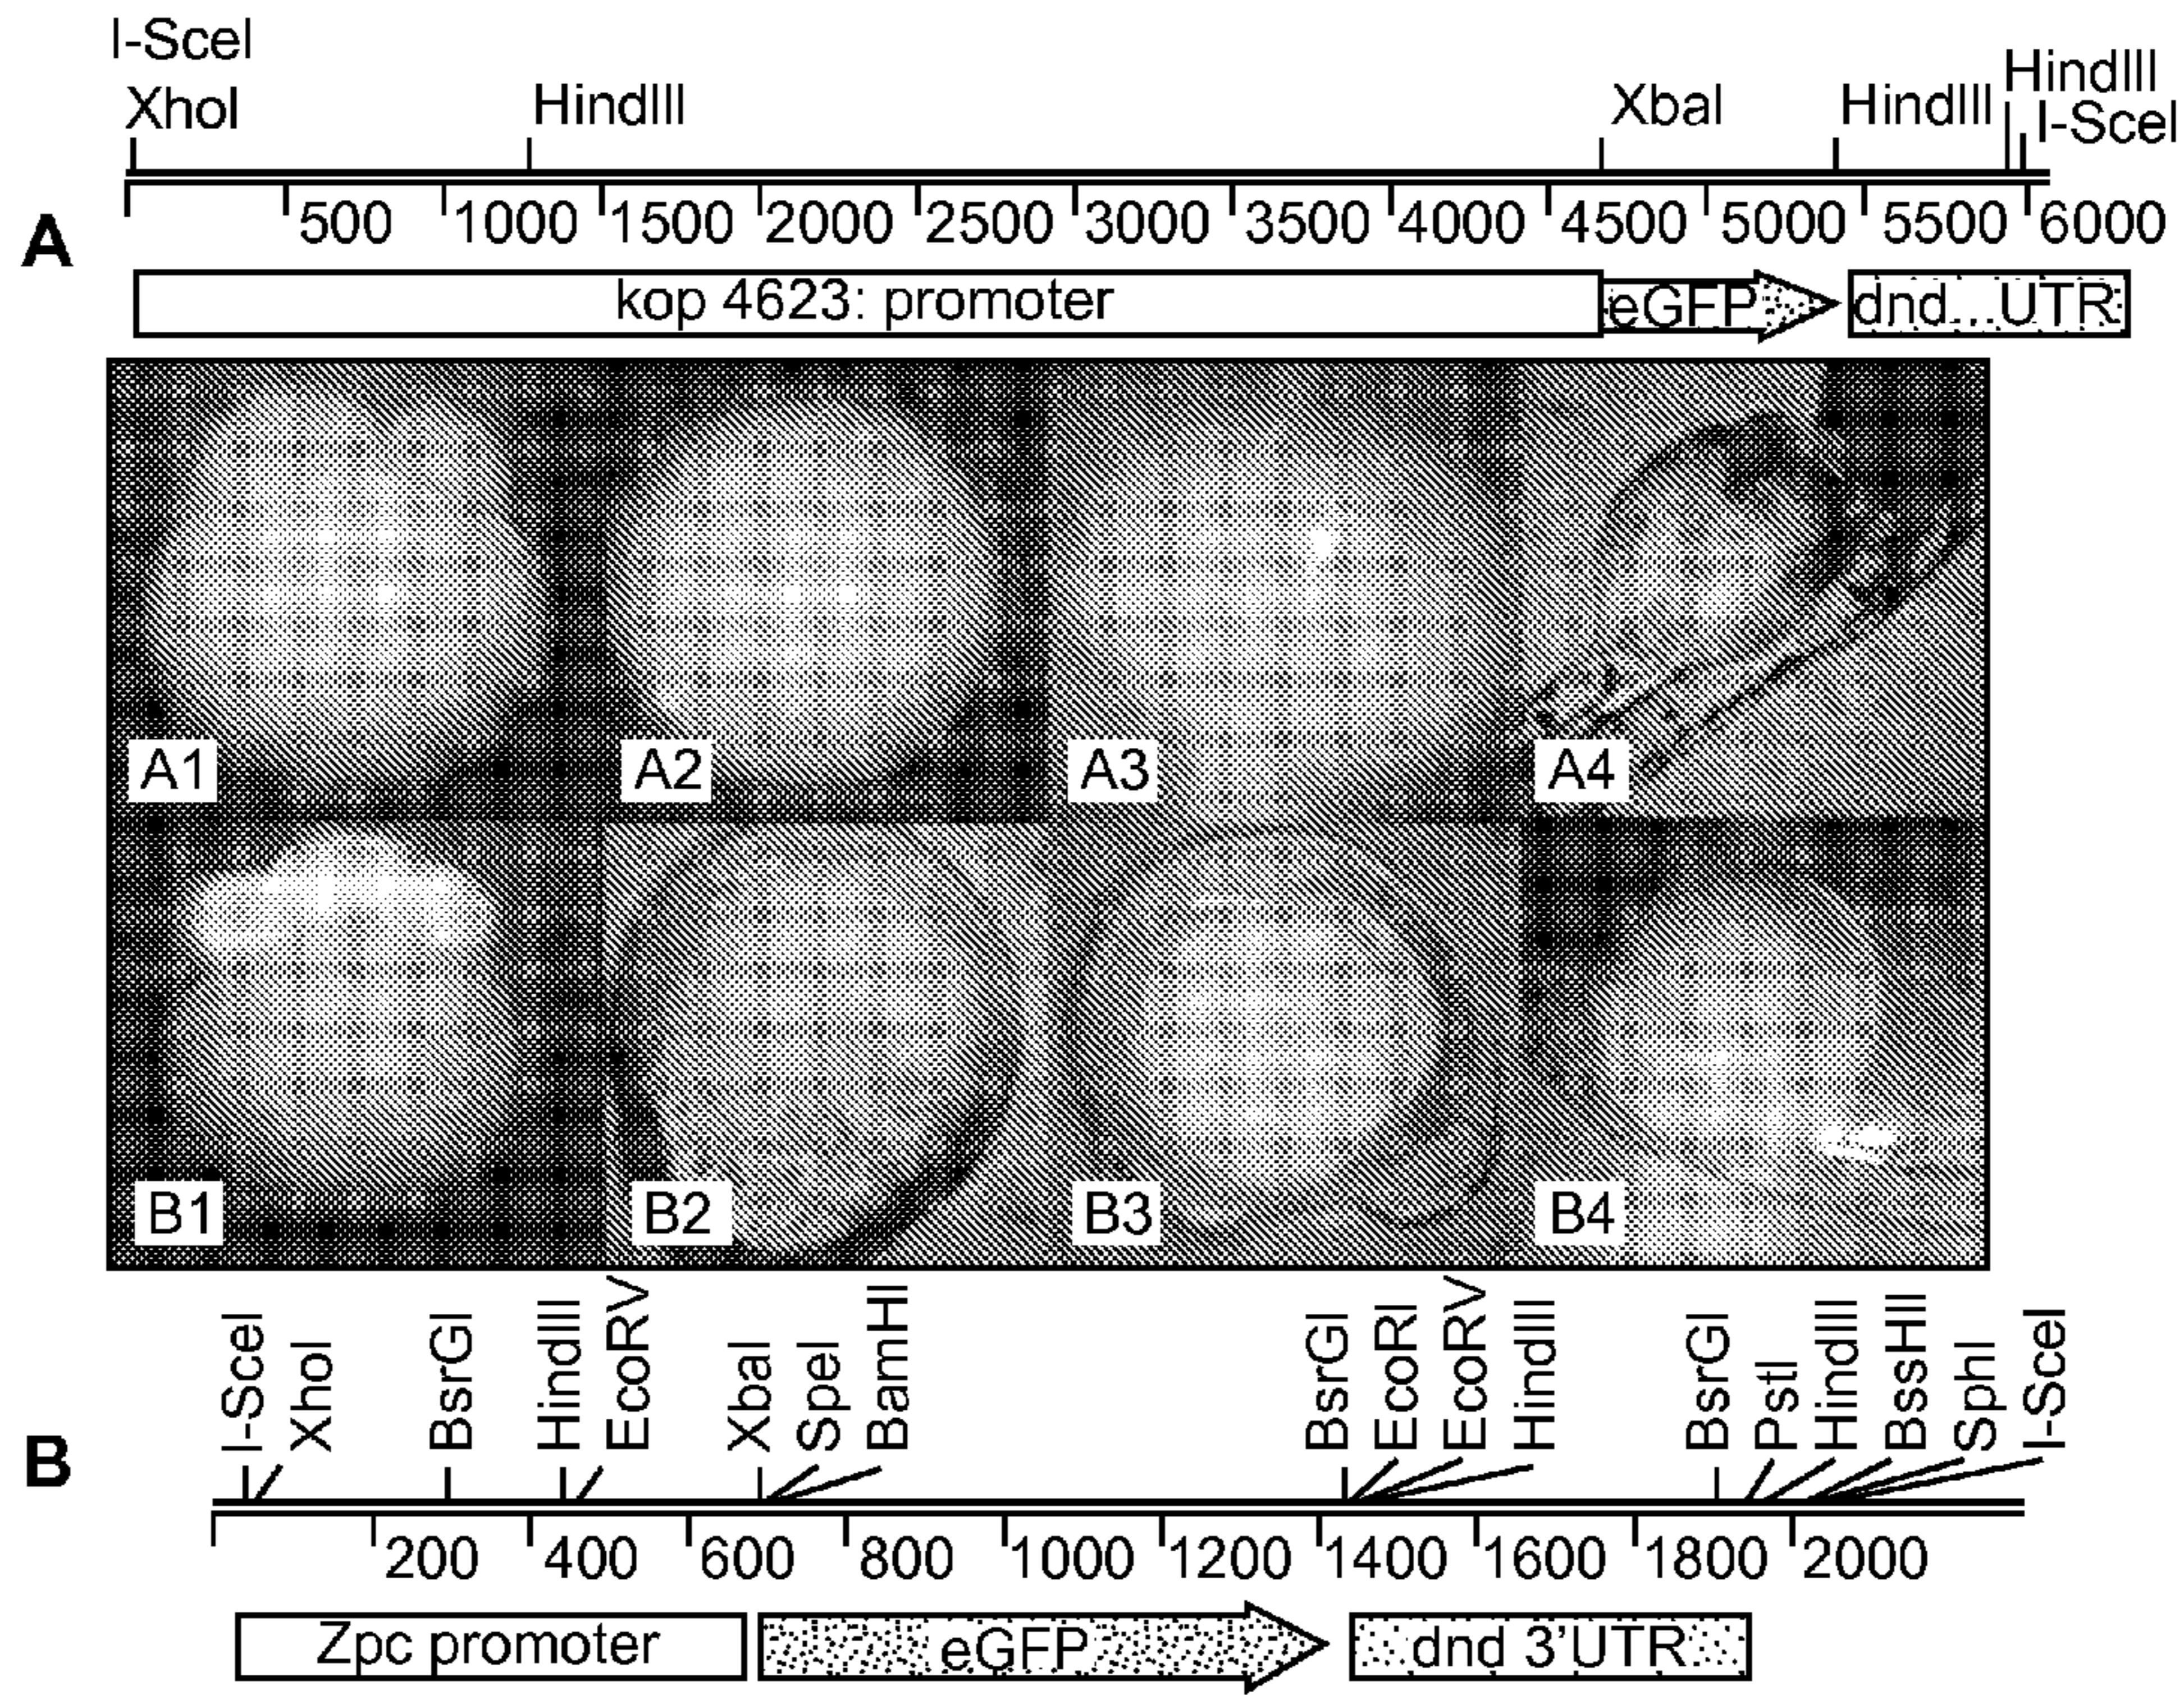 I-SceI
XhoI
HindIII
XbaI
HindIII
HindIII
I-SceI
A
500 1000 1500 2000 2500 3000 3500 4000 4500 5000 5500 6000
kop 4623: promoter
eGFP
dnd...UTR
A1
A2
A3
A4
B1
B2
B3
B4
I-SceI
XhoI
BsrGI
HindIII
EcoRV
XbaI
SpeI
BamHI
BsrGI
EcoRI
EcoRV
HindIII
BsrGI
PstI
HindIII
BssHII
SphI
I-SceI
B
200 400 600 800 1000 1200 1400 1600 1800 2000
Zpc promoter
eGFP
dnd 3'UTR